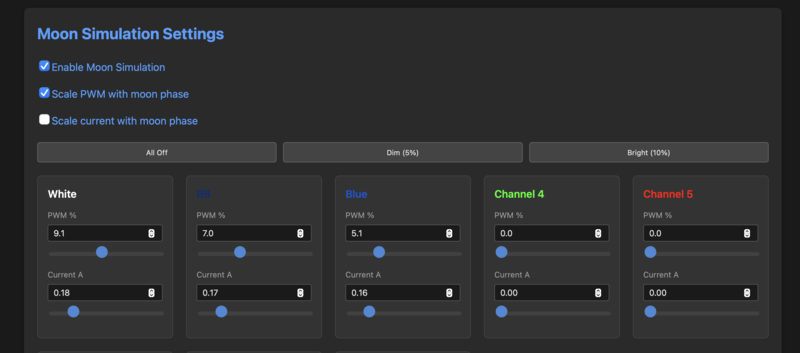 Moon Simulation Settings
Enable Moon Simulation
Scale PWM with moon phase
Scale current with moon phase
All Off
Dim (5%)
Bright (10%)
White
PWM %
9.1
Current A
0.18
PWM %
7.0
Current A
0.17
Blue
PWM %
5.1
Current A
0.16
Channel 4
PWM %
0.0
Current A
0.00
Channel 5
PWM %
0.0
Current A
0.00